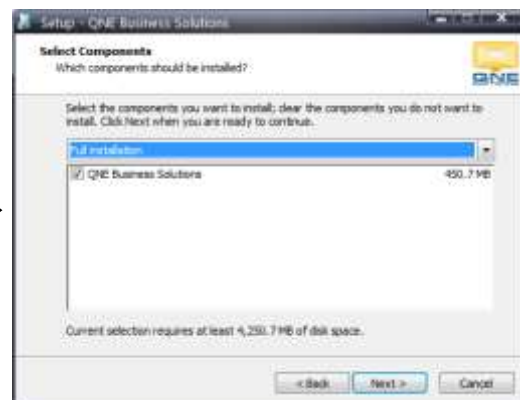 Setup - QNE Business Solutions
Select Components
Which components should be installed?
QNE
Select the components you want to install; clear the components you do not want to
install. Click Next when you are ready to continue.
Full installation
QNE Business Solutions 450.7 MB
Current selection requires at least 4,250.7 MB of disk space.
< Back Next > Cancel